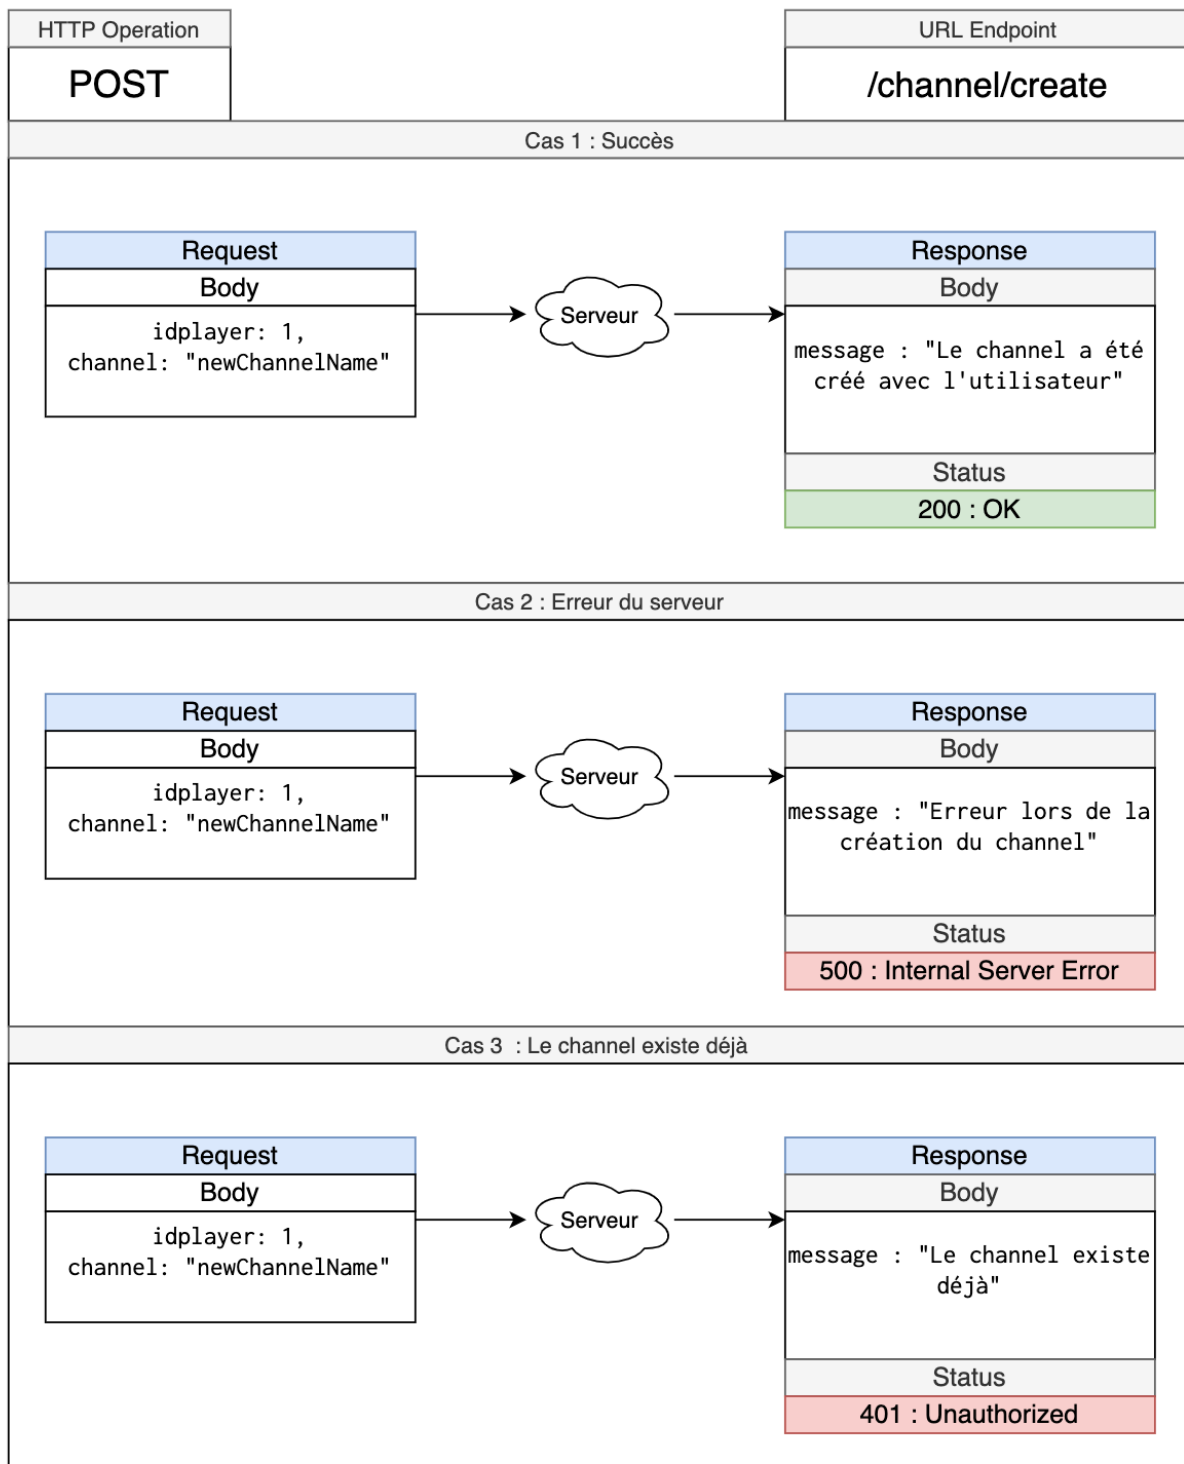 HTTP Operation
URL Endpoint
POST
/channel/create
Cas 1 : Succès
Request
Body
idplayer: 1,
channel: "newChannelName"
Serveur
Response
Body
message : "Le channel a été
créé avec l'utilisateur"
Status
200 : OK
Cas 2 : Erreur du serveur
Request
Body
idplayer: 1,
channel: "newChannelName"
Serveur
Response
Body
message : "Erreur lors de la
création du channel"
Status
500 : Internal Server Error
Cas 3  : Le channel existe déjà
Request
Body
idplayer: 1,
channel: "newChannelName"
Serveur
Response
Body
message : "Le channel existe
déjà"
Status
401 : Unauthorized